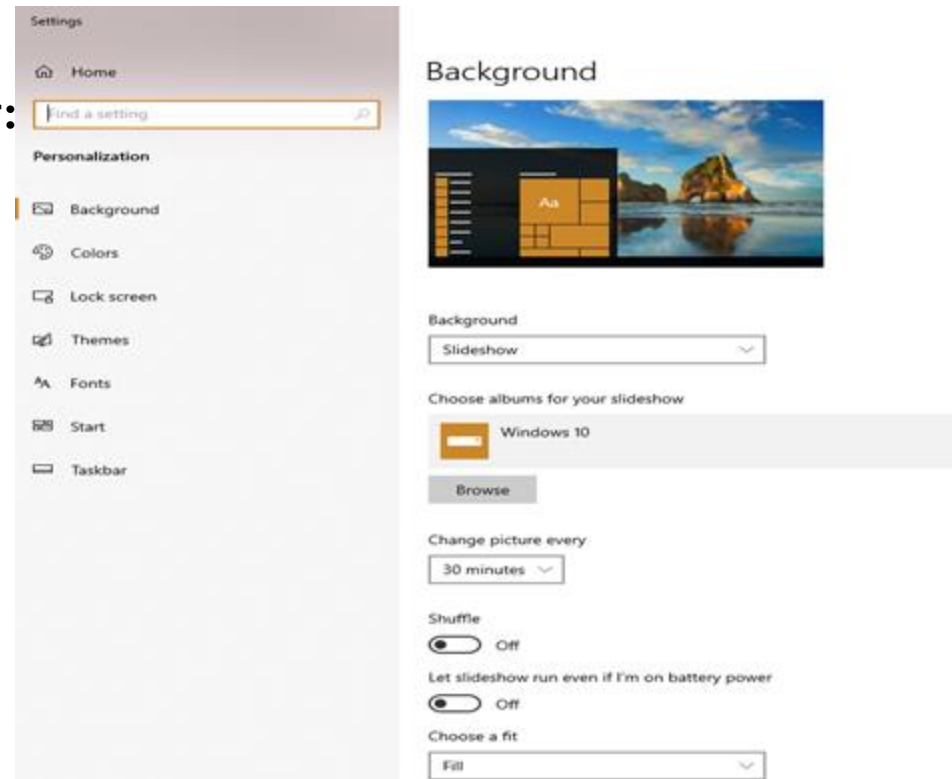 Settings
Home
Find a setting
Personalization
Background
Colors
Lock screen
Themes
Fonts
Start
Taskbar
Background
Aa
Background
Slideshow
Choose albums for your slideshow
Windows 10
Browse
Change picture every
30 minutes
Shuffle
Off
Let slideshow run even if I'm on battery power
Off
Choose a fit
Fill